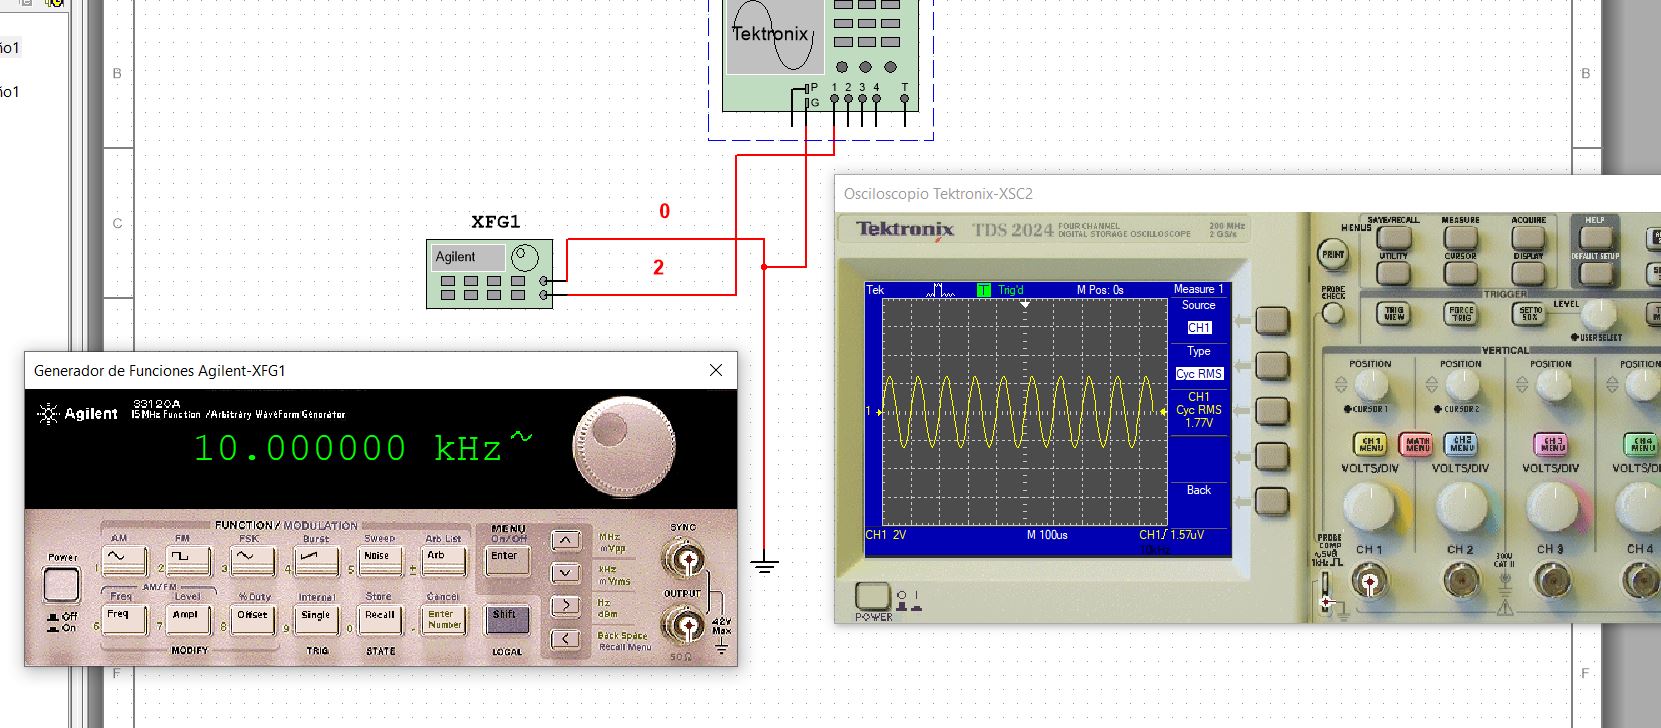 ño1
ño1
B
C
F
B
F
Tektronix
P
G
1 2 3 4 T
0
2
XFG1
Agilent
Generador de Funciones Agilent-XFG1
Agilent
33120A
15 MHz Function / Arbitrary Waveform Generator
10.000000 kHz
FUNCTION / MODULATION
AM FM FSK Burst Sweep Arb List
1 2 3 4 5 ±
Noise Arb
MENU
On/Off
Enter
AM/FM
Freq Level % Duty Internal Store Cancel
6 7 8 9 0 .
Freq Ampl Offset Single Recall Enter Number
Shift
MODIFY TRIG STATE LOCAL
Power
Off
On
MHz
mVpp
kHz
mVrms
Hz
dBm
Back Space
Recall Menu
SYNC
OUTPUT
42V
Max
50Ω
Osciloscopio Tektronix-XSC2
Tektronix TDS 2024 FOUR CHANNEL
DIGITAL STORAGE OSCILLOSCOPE
200 MHz
2 GS/s
Tek T Trig'd M Pos: 0s Measure 1
Source
CH1
Type
Cyc RMS
CH1
Cyc RMS
1.77V
Back
1
CH1 2V M 100us CH1/ 1.57uV
10kHz
POWER
MENUS
SAVE/RECALL MEASURE ACQUIRE HELP
UTILITY CURSOR DISPLAY DEFAULT SETUP
PRINT
PROBE
CHECK
TRIGGER
TRIG
VIEW
FORCE
TRIG
SET TO
50%
LEVEL
USER SELECT
VERTICAL
POSITION POSITION POSITION POSITION
CURSOR 1 CURSOR 2
CH 1
MENU
MATH
MENU
CH 2
MENU
CH 3
MENU
CH 4
MENU
VOLTS/DIV VOLTS/DIV VOLTS/DIV VOLTS/DIV
PROBE
COMP
~5V
1kHz
CH 1 CH 2 CH 3 CH 4
300V
CAT II